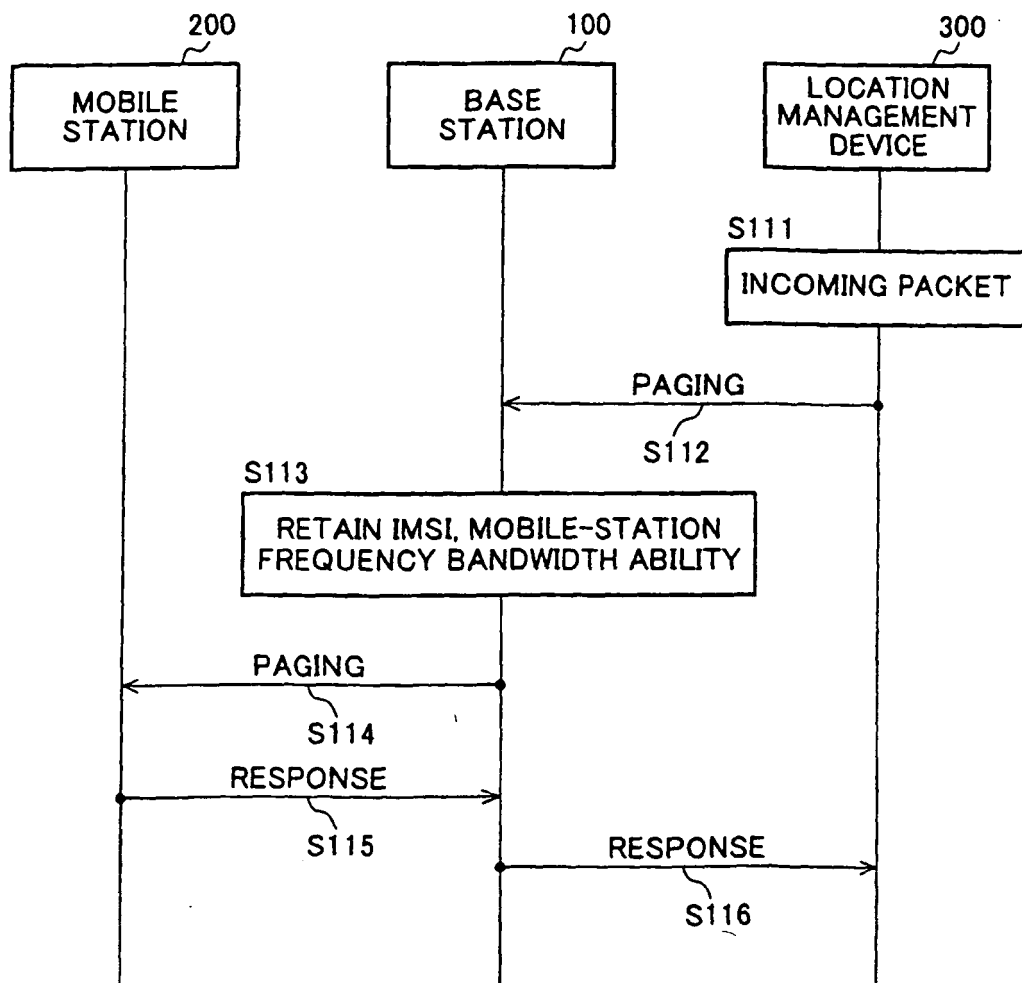 200
100
300
MOBILE
STATION
BASE
STATION
LOCATION
MANAGEMENT
DEVICE
S111
INCOMING PACKET
PAGING
S112
S113
RETAIN IMSI, MOBILE-STATION
FREQUENCY BANDWIDTH ABILITY
PAGING
S114
RESPONSE
S115
RESPONSE
S116